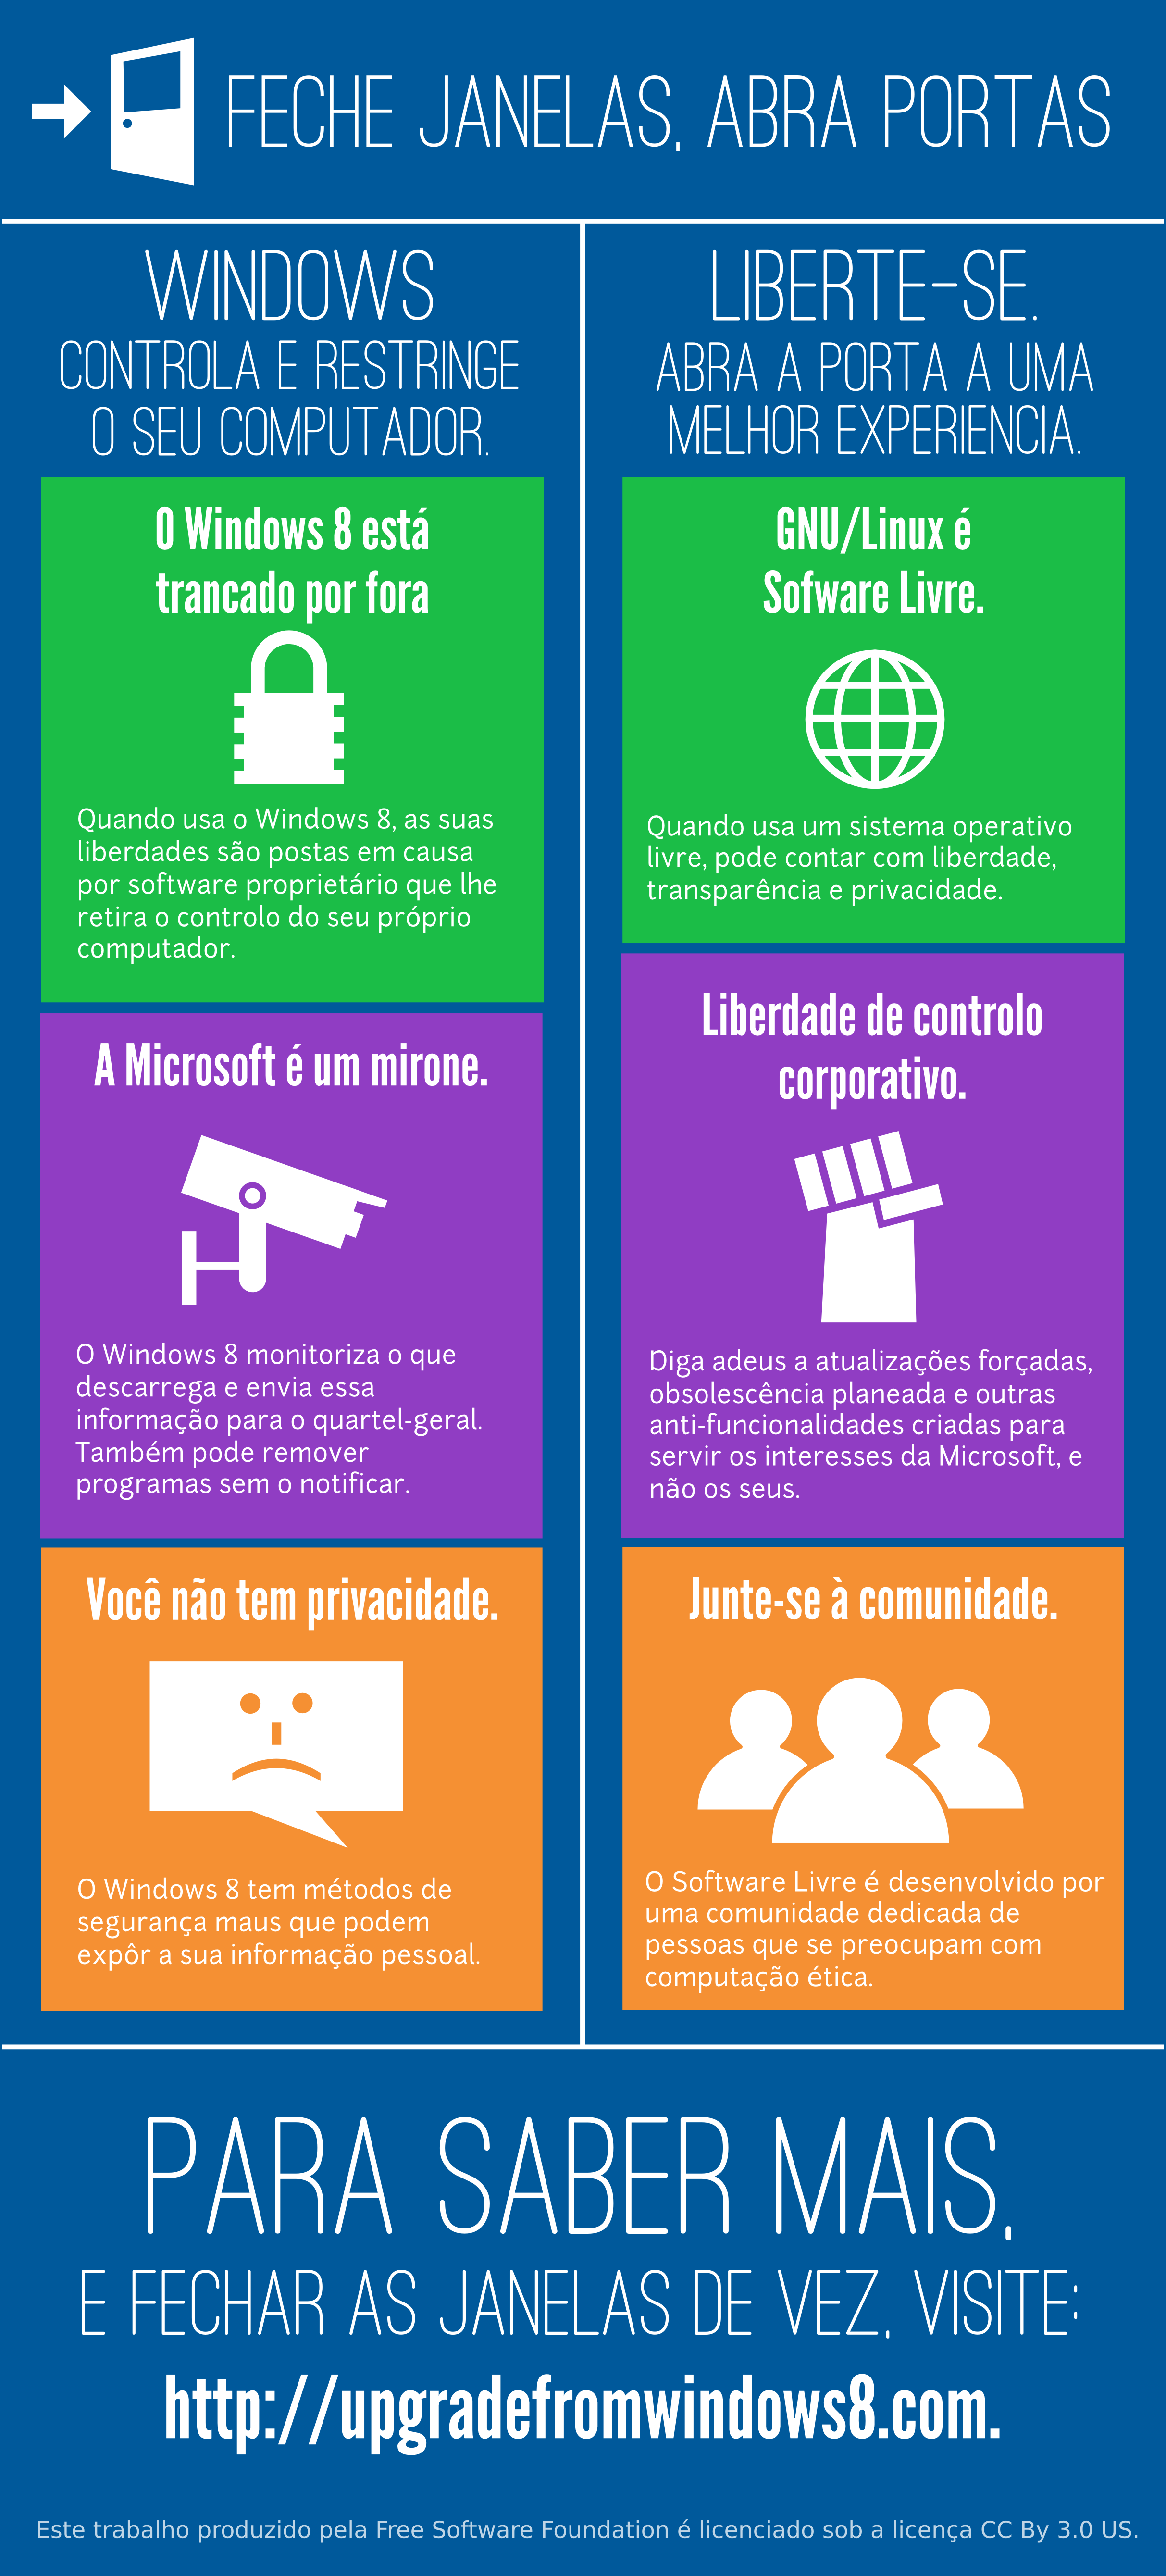 FECHE JANELAS, ABRA PORTAS
WINDOWS
CONTROLA E RESTRINGE
O SEU COMPUTADOR.
O Windows 8 está
trancado por fora
Quando usa o Windows 8, as suas
liberdades são postas em causa
por software proprietário que lhe
retira o controlo do seu próprio
computador.
A Microsoft é um mirone.
O Windows 8 monitoriza o que
descarrega e envia essa
informação para o quartel-geral.
Também pode remover
programas sem o notificar.
Você não tem privacidade.
O Windows 8 tem métodos de
segurança maus que podem
expôr a sua informação pessoal.
LIBERTE-SE.
ABRA A PORTA A UMA
MELHOR EXPERIENCIA.
GNU/Linux é
Sofware Livre.
Quando usa um sistema operativo
livre, pode contar com liberdade,
transparência e privacidade.
Liberdade de controlo
corporativo.
Diga adeus a atualizações forçadas,
obsolescência planeada e outras
anti-funcionalidades criadas para
servir os interesses da Microsoft, e
não os seus.
Junte-se à comunidade.
O Software Livre é desenvolvido por
uma comunidade dedicada de
pessoas que se preocupam com
computação ética.
PARA SABER MAIS,
E FECHAR AS JANELAS DE VEZ, VISITE:
http://upgradefromwindows8.com.
Este trabalho produzido pela Free Software Foundation é licenciado sob a licença CC By 3.0 US.